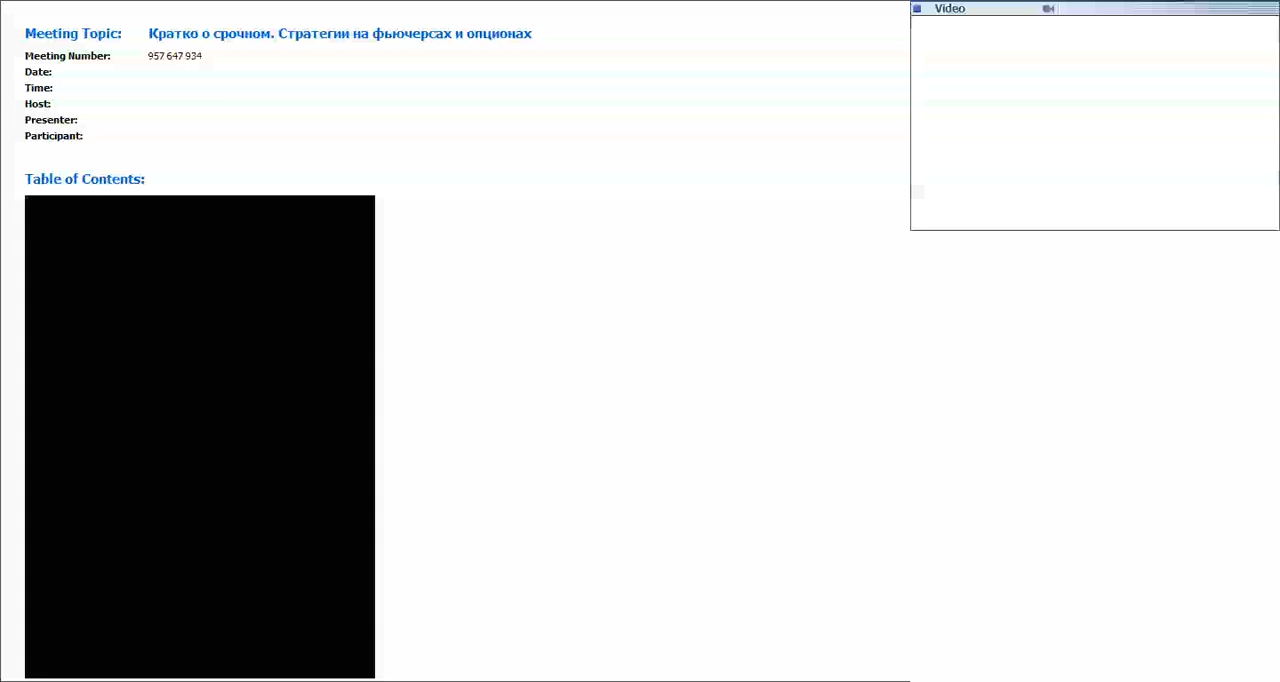 Meeting Topic: Кратко о срочном. Стратегии на фьючерсах и опционах
Meeting Number: 957 647 934
Date:
Time:
Host:
Presenter:
Participant:
Table of Contents:
Video